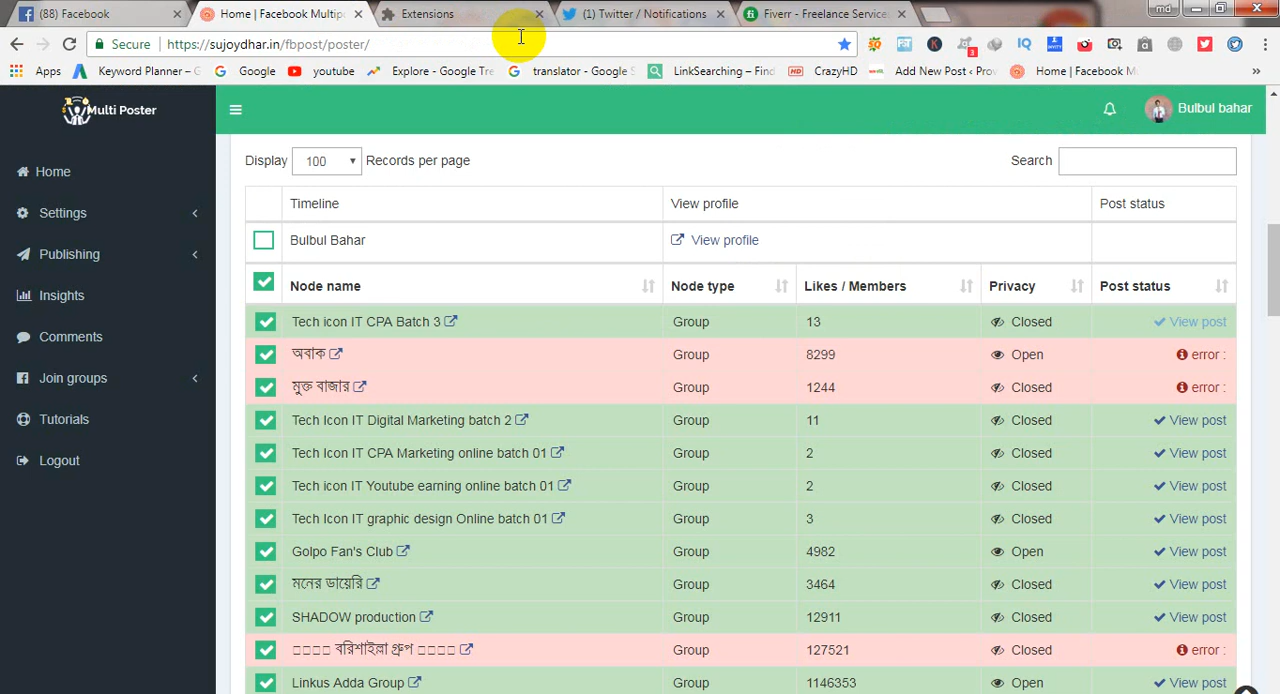 (88) Facebook
Home | Facebook Multipo
Extensions
(1) Twitter / Notifications
Fiverr - Freelance Service
md
Secure
https://sujoydhar.in/fbpost/poster/
Apps
Keyword Planner – G
Google
youtube
Explore - Google Tre
translator - Google S
LinkSearching – Find
CrazyHD
Add New Posts ‹ Prov
Home | Facebook M
»
Multi Poster
Bulbul bahar
Home
Settings
Publishing
Insights
Comments
Join groups
Tutorials
Logout
Display 100 Records per page
Search
Timeline View profile Post status
Bulbul Bahar View profile
Node name Node type Likes / Members Privacy Post status
Tech icon IT CPA Batch 3 Group 13 Closed View post
অবাক Group 8299 Open error :
মুক্ত বাজার Group 1244 Closed error :
Tech Icon IT Digital Marketing batch 2 Group 11 Closed View post
Tech Icon IT CPA Marketing online batch 01 Group 2 Closed View post
Tech icon IT Youtube earning online batch 01 Group 2 Closed View post
Tech Icon IT graphic design Online batch 01 Group 3 Closed View post
Golpo Fan's Club Group 4982 Open View post
মনের ডায়েরি Group 3464 Closed View post
SHADOW production Group 12911 Closed View post
বরিশাইল্লা গ্রুপ Group 127521 Closed error :
Linkus Adda Group Group 1146353 Open View post